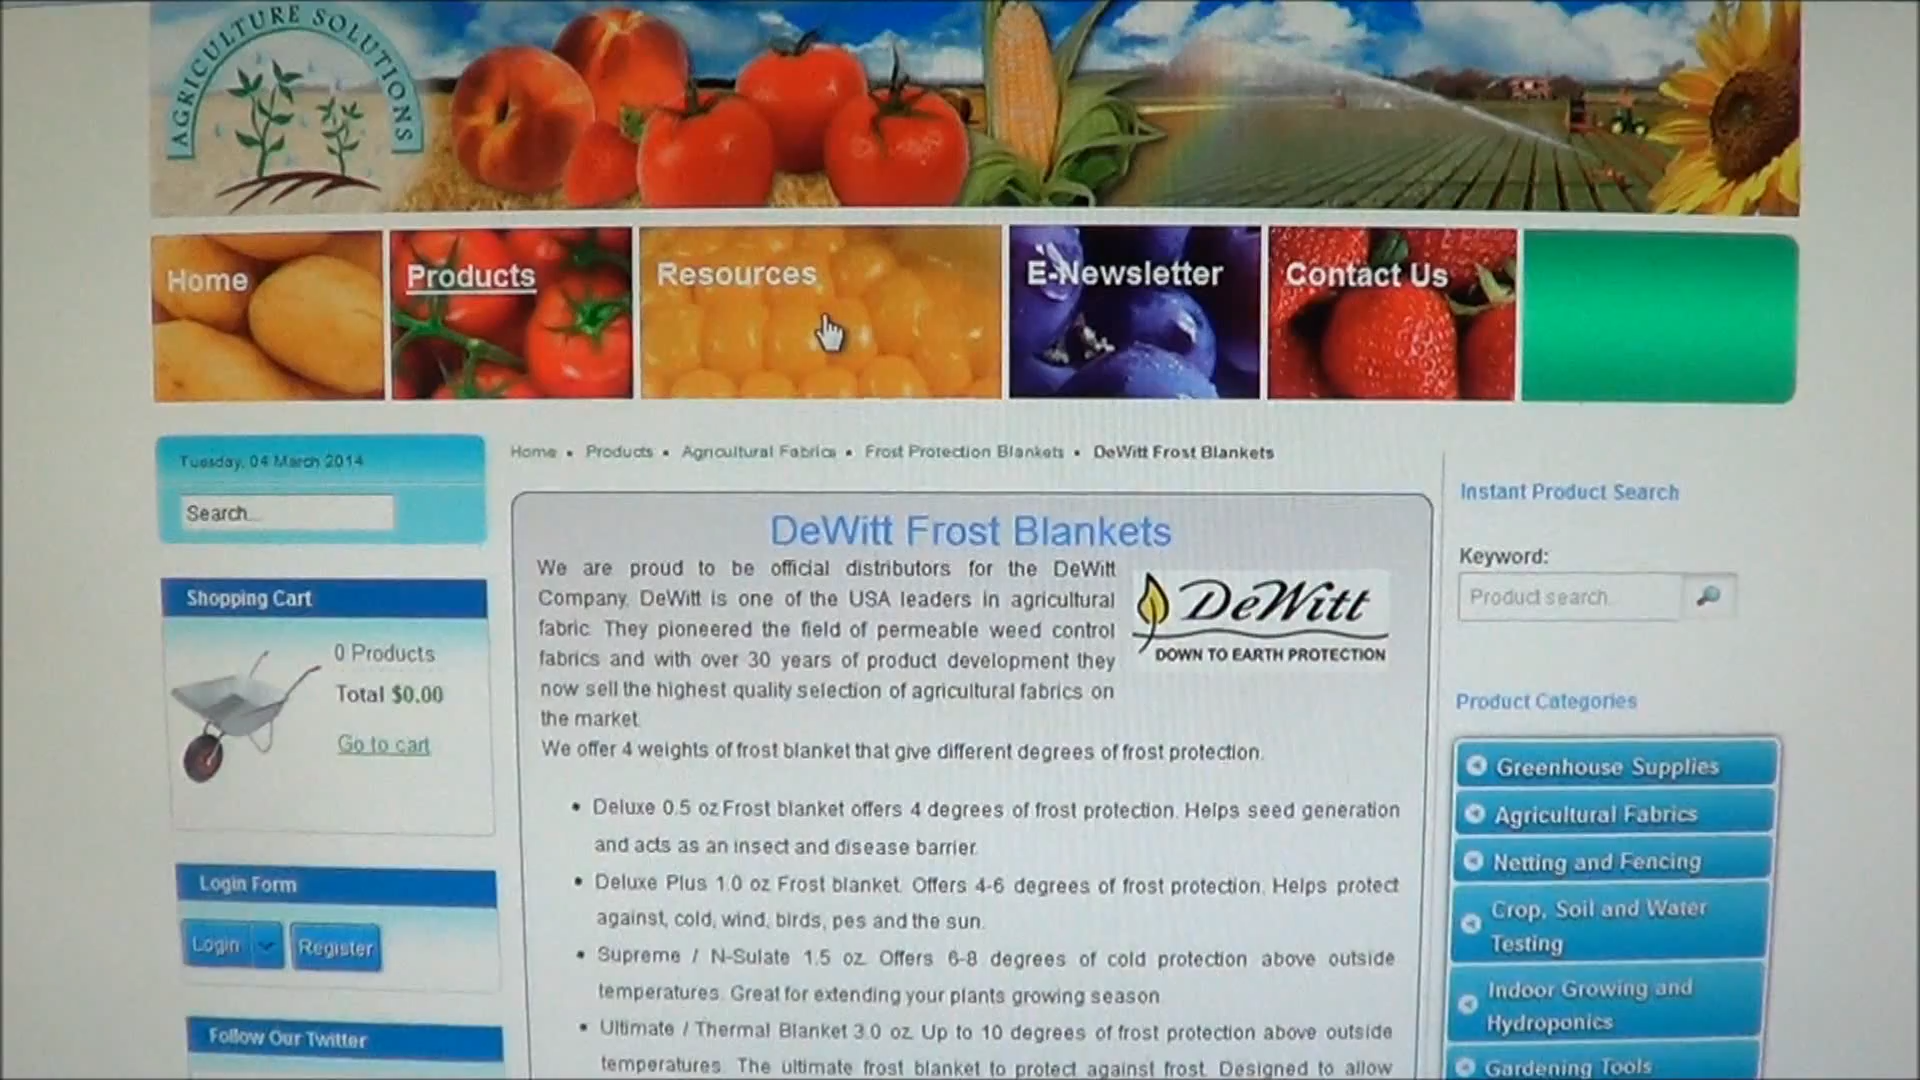 AGRICULTURE SOLUTIONS
Home
Products
Resources
E-Newsletter
Contact Us
Tuesday, 04 March 2014
Search...
Home • Products • Agricultural Fabrics • Frost Protection Blankets • DeWitt Frost Blankets
Shopping Cart
0 Products
Total $0.00
Go to cart
Login Form
Login
Register
Follow Our Twitter
DeWitt Frost Blankets
We are proud to be official distributors for the DeWitt
Company. DeWitt is one of the USA leaders in agricultural
fabric. They pioneered the field of permeable weed control
fabrics and with over 30 years of product development they
now sell the highest quality selection of agricultural fabrics on
the market.
DeWitt
DOWN TO EARTH PROTECTION
We offer 4 weights of frost blanket that give different degrees of frost protection.
• Deluxe 0.5 oz Frost blanket offers 4 degrees of frost protection. Helps seed generation
and acts as an insect and disease barrier.
• Deluxe Plus 1.0 oz Frost blanket. Offers 4-6 degrees of frost protection. Helps protect
against, cold, wind, birds, pes and the sun.
• Supreme / N-Sulate 1.5 oz. Offers 6-8 degrees of cold protection above outside
temperatures. Great for extending your plants growing season.
• Ultimate / Thermal Blanket 3.0 oz. Up to 10 degrees of frost protection above outside
temperatures. The ultimate frost blanket to protect against frost. Designed to allow
Instant Product Search
Keyword:
Product search
Product Categories
Greenhouse Supplies
Agricultural Fabrics
Netting and Fencing
Crop, Soil and Water
Testing
Indoor Growing and
Hydroponics
Gardening Tools